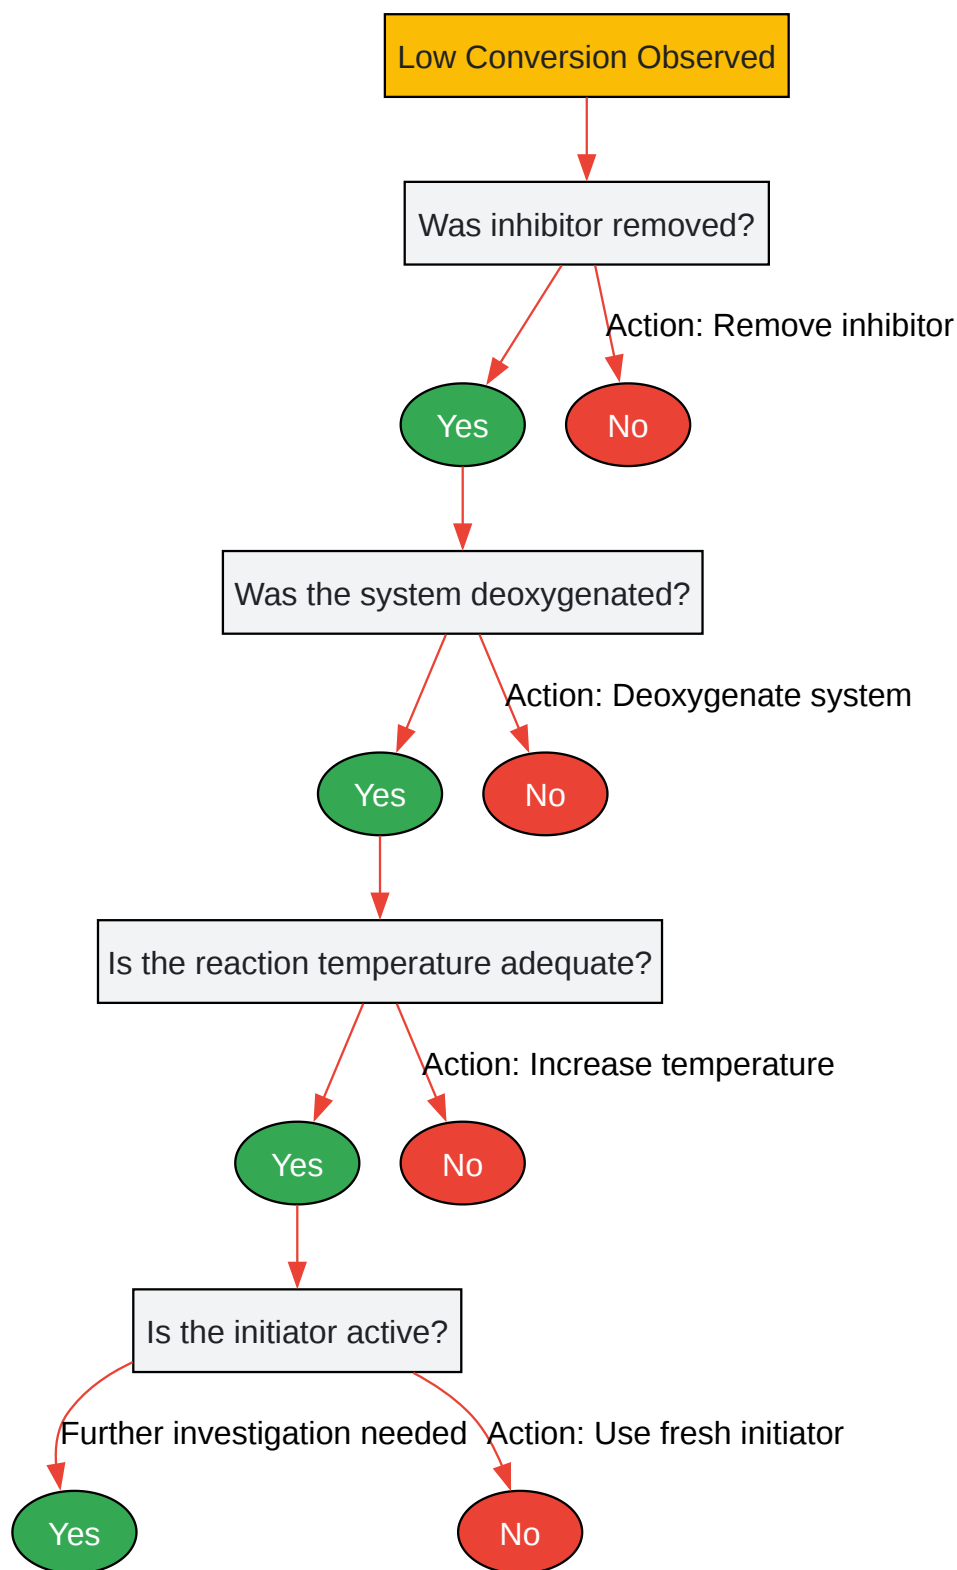 Low Conversion Observed
Was inhibitor removed?
Action: Remove inhibitor
Yes
No
Was the system deoxygenated?
Action: Deoxygenate system
Yes
No
Is the reaction temperature adequate?
Action: Increase temperature
Yes
No
Is the initiator active?
Further investigation needed
Action: Use fresh initiator
Yes
No